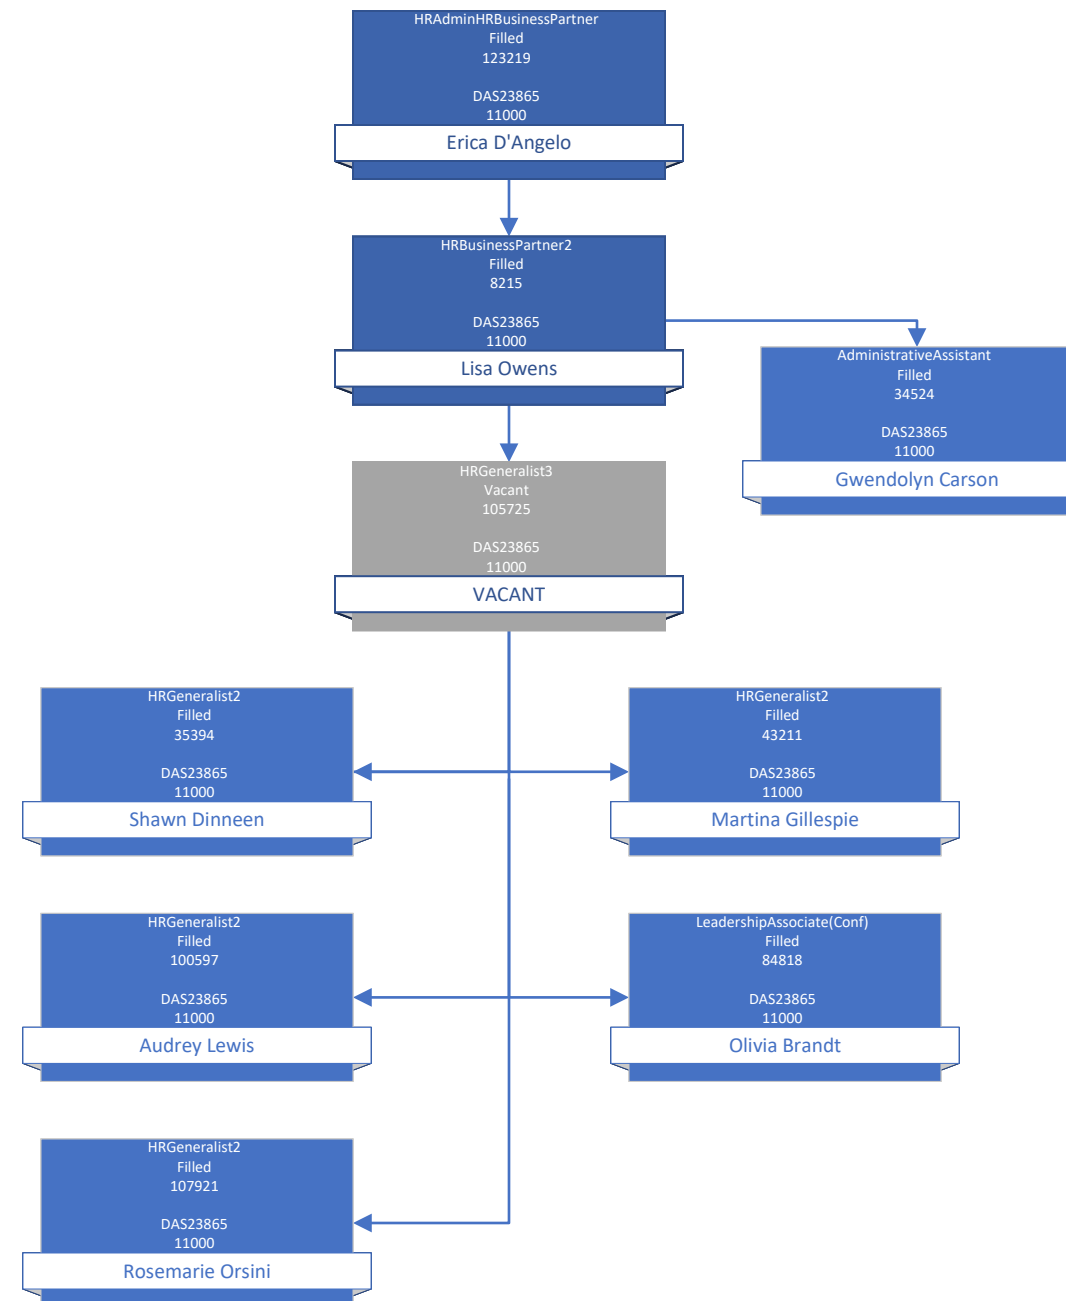 HRAdminHRBusinessPartner
Filled
123219
DAS23865
11000
Erica D'Angelo
HRBusinessPartner2
Filled
8215
DAS23865
11000
Lisa Owens
AdministrativeAssistant
Filled
34524
DAS23865
11000
Gwendolyn Carson
HRGeneralist3
Vacant
105725
DAS23865
11000
VACANT
HRGeneralist2
Filled
35394
DAS23865
11000
Shawn Dinneen
HRGeneralist2
Filled
43211
DAS23865
11000
Martina Gillespie
HRGeneralist2
Filled
100597
DAS23865
11000
Audrey Lewis
LeadershipAssociate(Conf)
Filled
84818
DAS23865
11000
Olivia Brandt
HRGeneralist2
Filled
107921
DAS23865
11000
Rosemarie Orsini